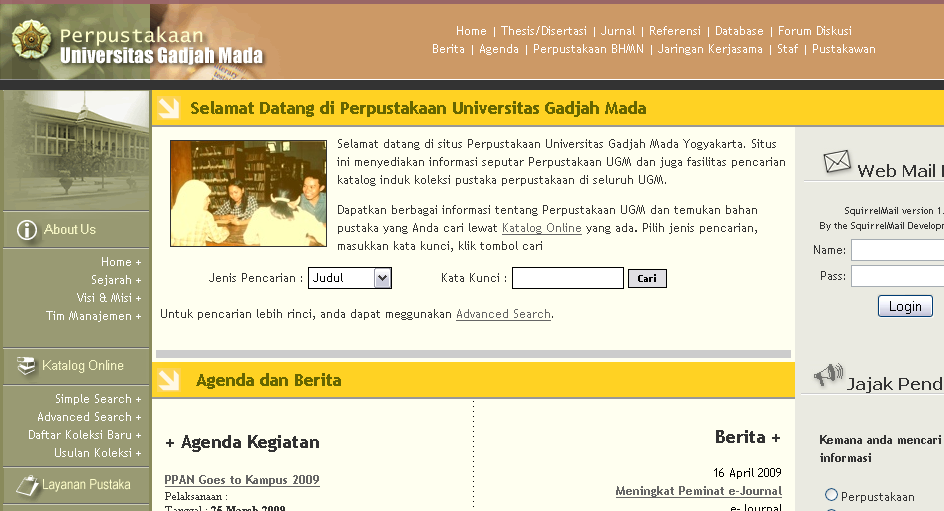 Perpustakaan
Universitas Gadjah Mada
Home | Thesis/Disertasi | Jurnal | Referensi | Database | Forum Diskusi
Berita | Agenda | Perpustakaan BHMN | Jaringan Kerjasama | Staf | Pustakawan
About Us
Home +
Sejarah +
Visi & Misi +
Tim Manajemen +
Katalog Online
Simple Search +
Advanced Search +
Daftar Koleksi Baru +
Usulan Koleksi +
Layanan Pustaka
Selamat Datang di Perpustakaan Universitas Gadjah Mada
Selamat datang di situs Perpustakaan Universitas Gadjah Mada Yogyakarta. Situs
ini menyediakan informasi seputar Perpustakaan UGM dan juga fasilitas pencarian
katalog induk koleksi pustaka perpustakaan di seluruh UGM.
Dapatkan berbagai informasi tentang Perpustakaan UGM dan temukan bahan
pustaka yang Anda cari lewat Katalog Online yang ada. Pilih jenis pencarian,
masukkan kata kunci, klik tombol cari
Jenis Pencarian : Judul Kata Kunci : Cari
Untuk pencarian lebih rinci, anda dapat meggunakan Advanced Search.
Agenda dan Berita
+ Agenda Kegiatan
PPAN Goes to Kampus 2009
Pelaksanaan :
Tanggal : 25 March 2009
Berita +
16 April 2009
Meningkat Peminat e-Journal
e-Journal
Web Mail
SquirrelMail version 1.
By the SquirrelMail Develop
Name:
Pass:
Login
Jajak Pend
Kemana anda mencari
informasi
Perpustakaan